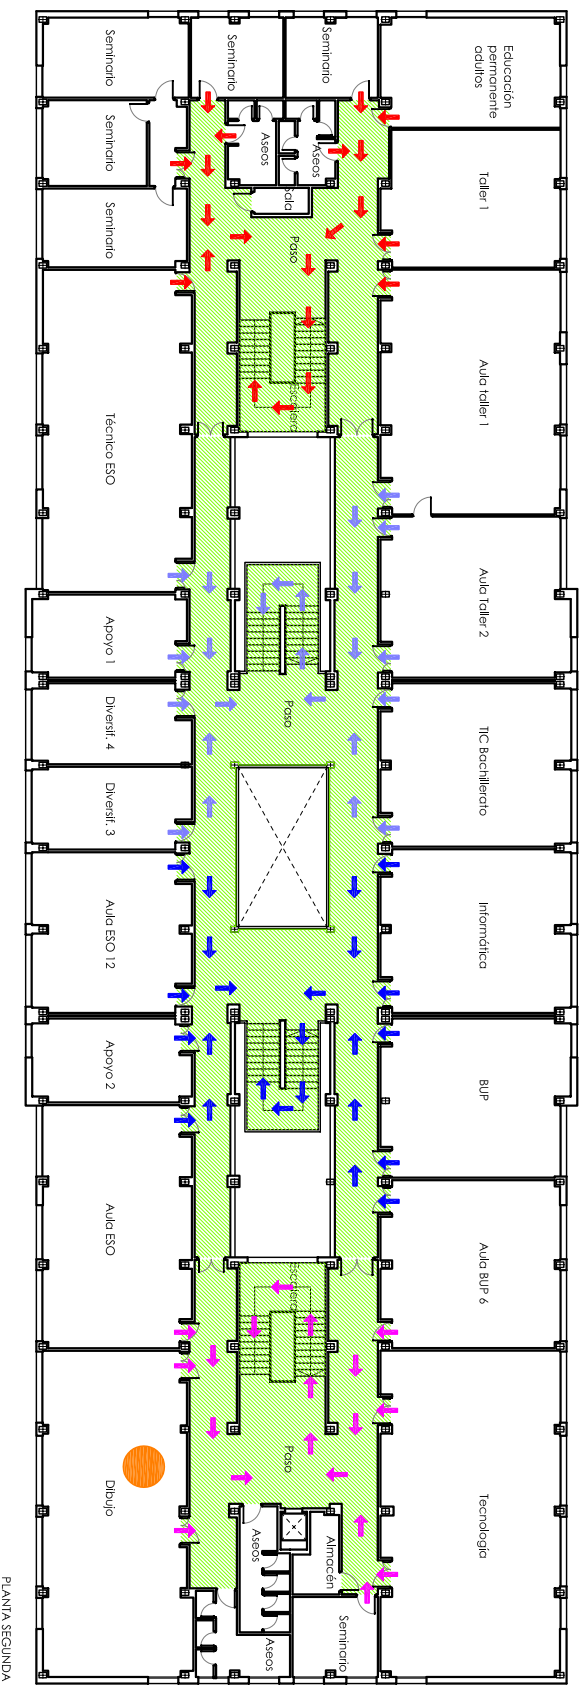 Seminario
Seminario
Seminario
Educación
permanente
adultos
Seminario
Aseos
Aseos
Taller 1
Sala
Seminario
Paso
Aula taller 1
Escalera
Técnico ESO
Aula Taller 2
Apoyo 1
Diversif. 4
Paso
TIC Bachillerato
Diversif. 3
Aula ESO 12
Informática
Apoyo 2
BUP
Aula ESO
Escalera
Aula BUP 6
Paso
Dibujo
Tecnología
Aseos
Almacén
Aseos
Seminario
PLANTA SEGUNDA